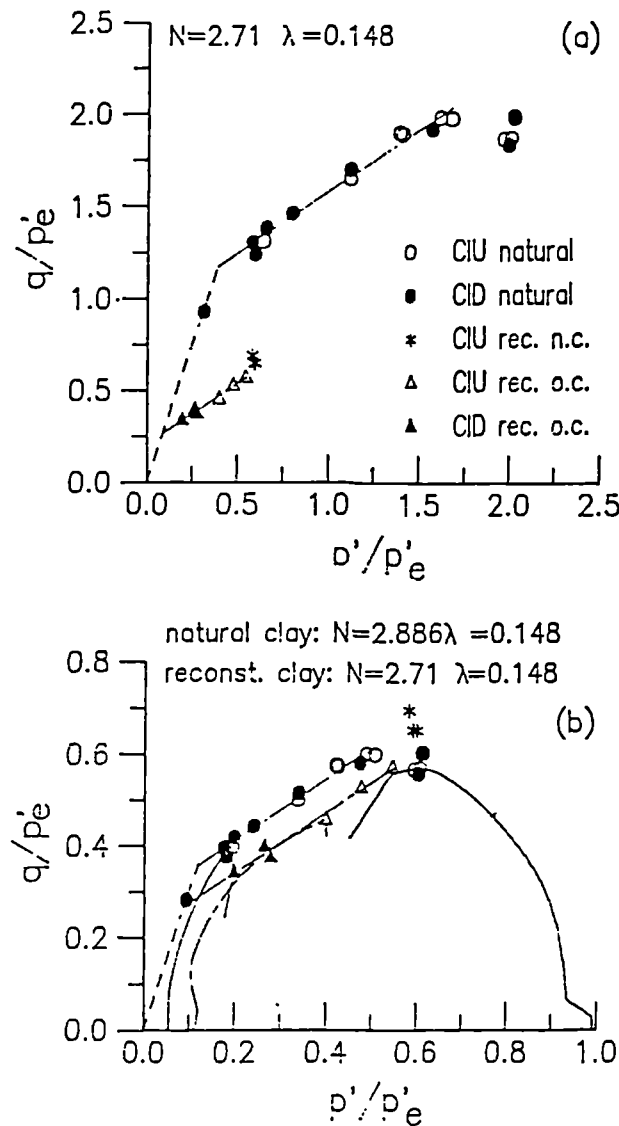 N=2.71 λ=0.148
(a)
2.5
2.0
1.5
1.0
0.5
0.0
q/p'e
CIU natural
CID natural
CIU rec. n.c.
CIU rec. o.c.
CID rec. o.c.
0.0 0.5 1.0 1.5 2.0 2.5
p'/p'e
natural clay: N=2.886λ =0.148
reconst. clay: N=2.71 λ=0.148
(b)
0.8
0.6
0.4
0.2
0.0
q/p'e
0.0 0.2 0.4 0.6 0.8 1.0
p'/p'e